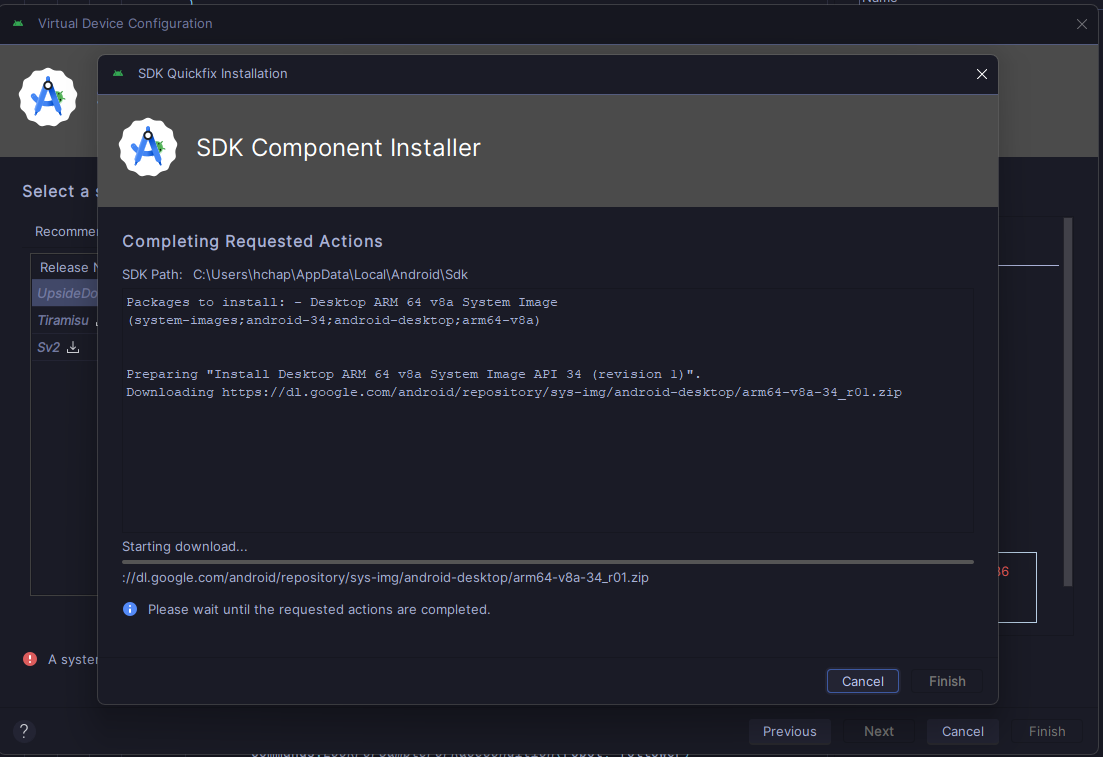 Name
Virtual Device Configuration
SDK Quickfix Installation
SDK Component Installer
Select a s
Recommen
Release N
UpsideDo
Tiramisu
Sv2
Completing Requested Actions
SDK Path: C:\Users\hchap\AppData\Local\Android\Sdk
Packages to install: - Desktop ARM 64 v8a System Image
(system-images;android-34;android-desktop;arm64-v8a)
Preparing "Install Desktop ARM 64 v8a System Image API 34 (revision 1)".
Downloading https://dl.google.com/android/repository/sys-img/android-desktop/arm64-v8a-34_r01.zip
Starting download...
://dl.google.com/android/repository/sys-img/android-desktop/arm64-v8a-34_r01.zip
Please wait until the requested actions are completed.
A system
Cancel Finish
? Previous Next Cancel Finish